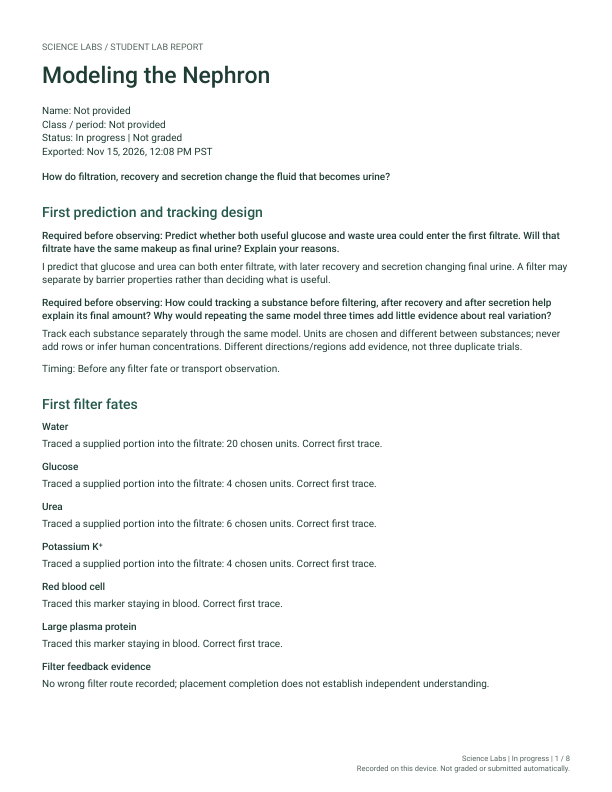 SCIENCE LABS / STUDENT LAB REPORT
Modeling the Nephron
Name: Not provided
Class / period: Not provided
Status: In progress | Not graded
Exported: Nov 15, 2026, 12:08 PM PST
How do filtration, recovery and secretion change the fluid that becomes urine?
First prediction and tracking design
Required before observing: Predict whether both useful glucose and waste urea could enter the first filtrate. Will that
filtrate have the same makeup as final urine? Explain your reasons.
I predict that glucose and urea can both enter filtrate, with later recovery and secretion changing final urine. A filter may
separate by barrier properties rather than deciding what is useful.
Required before observing: How could tracking a substance before filtering, after recovery and after secretion help
explain its final amount? Why would repeating the same model three times add little evidence about real variation?
Track each substance separately through the same model. Units are chosen and different between substances; never
add rows or infer human concentrations. Different directions/regions add evidence, not three duplicate trials.
Timing: Before any filter fate or transport observation.
First filter fates
Water
Traced a supplied portion into the filtrate: 20 chosen units. Correct first trace.
Glucose
Traced a supplied portion into the filtrate: 4 chosen units. Correct first trace.
Urea
Traced a supplied portion into the filtrate: 6 chosen units. Correct first trace.
Potassium K⁺
Traced a supplied portion into the filtrate: 4 chosen units. Correct first trace.
Red blood cell
Traced this marker staying in blood. Correct first trace.
Large plasma protein
Traced this marker staying in blood. Correct first trace.
Filter feedback evidence
No wrong filter route recorded; placement completion does not establish independent understanding.
Science Labs | In progress | 1 / 8
Recorded on this device. Not graded or submitted automatically.